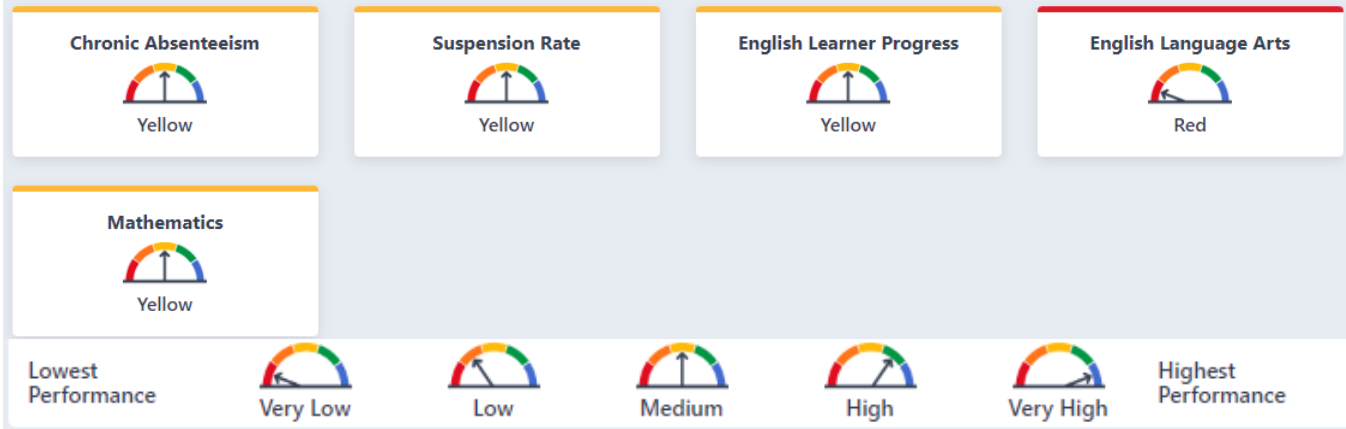 Chronic Absenteeism
Yellow
Suspension Rate
Yellow
English Learner Progress
Yellow
English Language Arts
Red
Mathematics
Yellow
Lowest
Performance
Very Low
Low
Medium
High
Very High
Highest
Performance